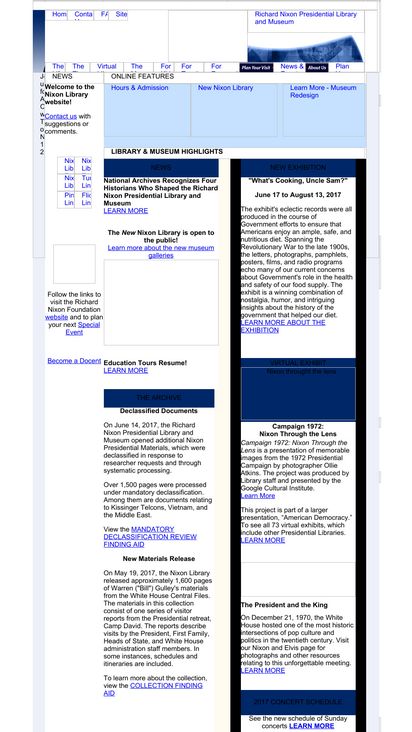 Hom Conta FA Site
Richard Nixon Presidential Library
and Museum
The The Virtual The For For For Plan Your Visit News & About Us Plan
NEWS
ONLINE FEATURES
Welcome to the
Nixon Library
website!
Contact us with
suggestions or
comments.
Nix Nix
Lib Lib
Nix Tu
Lib Lin
Pin Flic
Lin Lin
Follow the links to
visit the Richard
Nixon Foundation
website and to plan
your next Special
Event
Become a Docent
Hours & Admission
New Nixon Library
Learn More - Museum
Redesign
LIBRARY & MUSEUM HIGHLIGHTS
NEWS
National Archives Recognizes Four
Historians Who Shaped the Richard
Nixon Presidential Library and
Museum
LEARN MORE
The New Nixon Library is open to
the public!
Learn more about the new museum
galleries
Education Tours Resume!
LEARN MORE
THE ARCHIVE
Declassified Documents
On June 14, 2017, the Richard
Nixon Presidential Library and
Museum opened additional Nixon
Presidential Materials, which were
declassified in response to
researcher requests and through
systematic processing.
Over 1,500 pages were processed
under mandatory declassification.
Among them are documents relating
to Kissinger Telcons, Vietnam, and
the Middle East.
View the MANDATORY
DECLASSIFICATION REVIEW
FINDING AID
New Materials Release
On May 19, 2017, the Nixon Library
released approximately 1,600 pages
of Warren ("Bill") Gulley's materials
from the White House Central Files.
The materials in this collection
consist of one series of visitor
reports from the Presidential retreat,
Camp David. The reports describe
visits by the President, First Family,
Heads of State, and White House
administration staff members. In
some instances, schedules and
itineraries are included.
To learn more about the collection,
view the COLLECTION FINDING
AID
NEW EXHIBITION
"What's Cooking, Uncle Sam?"
June 17 to August 13, 2017
The exhibit's eclectic records were all
produced in the course of
Government efforts to ensure that
Americans enjoy an ample, safe, and
nutritious diet. Spanning the
Revolutionary War to the late 1900s,
the letters, photographs, pamphlets,
posters, films, and radio programs
echo many of our current concerns
about Government's role in the health
and safety of our food supply. The
exhibit is a winning combination of
nostalgia, humor, and intriguing
insights about the history of the
government that helped our diet.
LEARN MORE ABOUT THE
EXHIBITION
VIRTUAL EXHIBIT
Nixon throught the lens
Campaign 1972:
Nixon Through the Lens
Campaign 1972: Nixon Through the
Lens is a presentation of memorable
images from the 1972 Presidential
Campaign by photographer Ollie
Atkins. The project was produced by
Library staff and presented by the
Google Cultural Institute.
Learn More
This project is part of a larger
presentation, "American Democracy."
To see all 73 virtual exhibits, which
include other Presidential Libraries.
LEARN MORE
The President and the King
On December 21, 1970, the White
House hosted one of the most historic
intersections of pop culture and
politics in the twentieth century. Visit
our Nixon and Elvis page for
photographs and other resources
relating to this unforgettable meeting.
LEARN MORE
2017 CONCERT SCHEDULE
See the new schedule of Sunday
concerts LEARN MORE